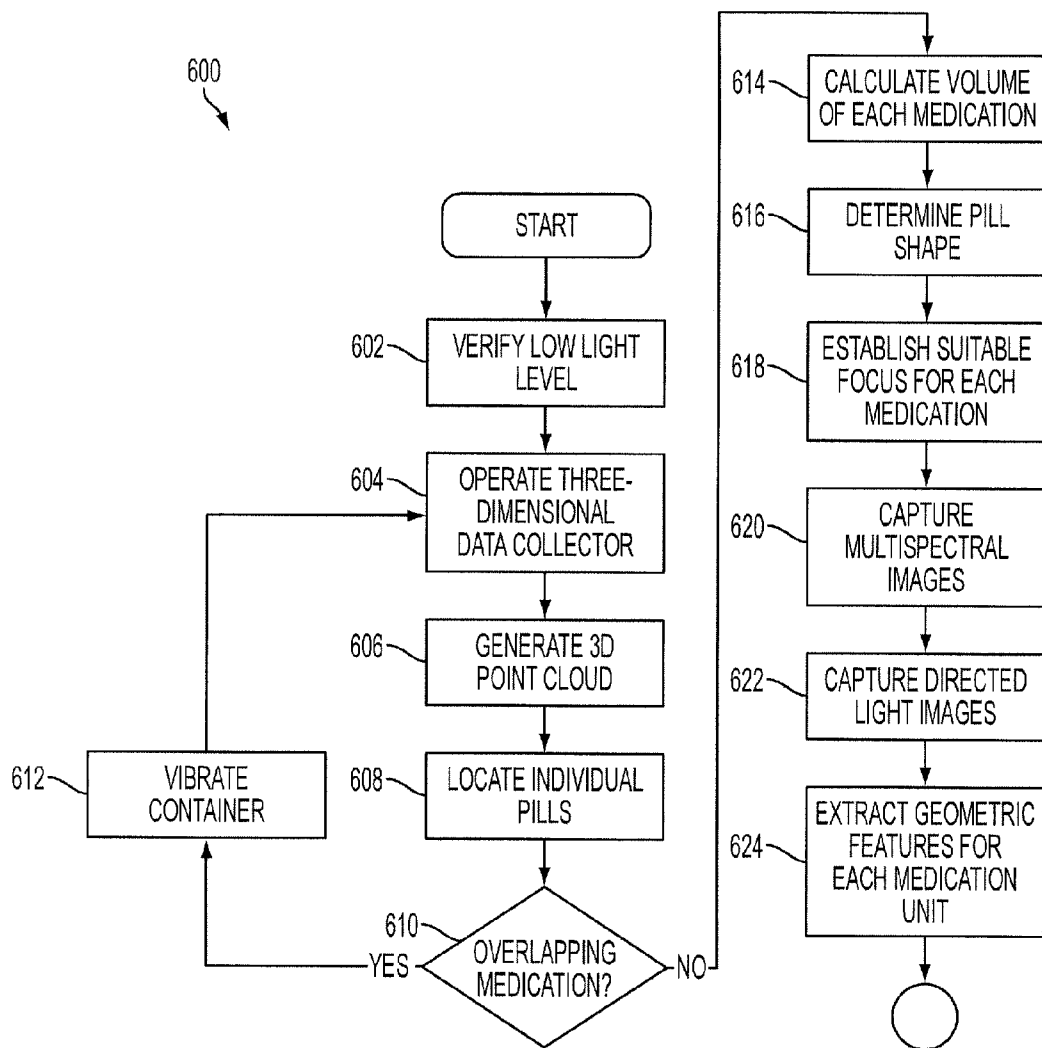 600
START
602
VERIFY LOW LIGHT
LEVEL
604
OPERATE THREE-
DIMENSIONAL
DATA COLLECTOR
606
GENERATE 3D
POINT CLOUD
608
LOCATE INDIVIDUAL
PILLS
610
OVERLAPPING
MEDICATION?
YES
NO
612
VIBRATE
CONTAINER
614
CALCULATE VOLUME
OF EACH MEDICATION
616
DETERMINE PILL
SHAPE
618
ESTABLISH SUITABLE
FOCUS FOR EACH
MEDICATION
620
CAPTURE
MULTISPECTRAL
IMAGES
622
CAPTURE DIRECTED
LIGHT IMAGES
624
EXTRACT GEOMETRIC
FEATURES FOR
EACH MEDICATION
UNIT